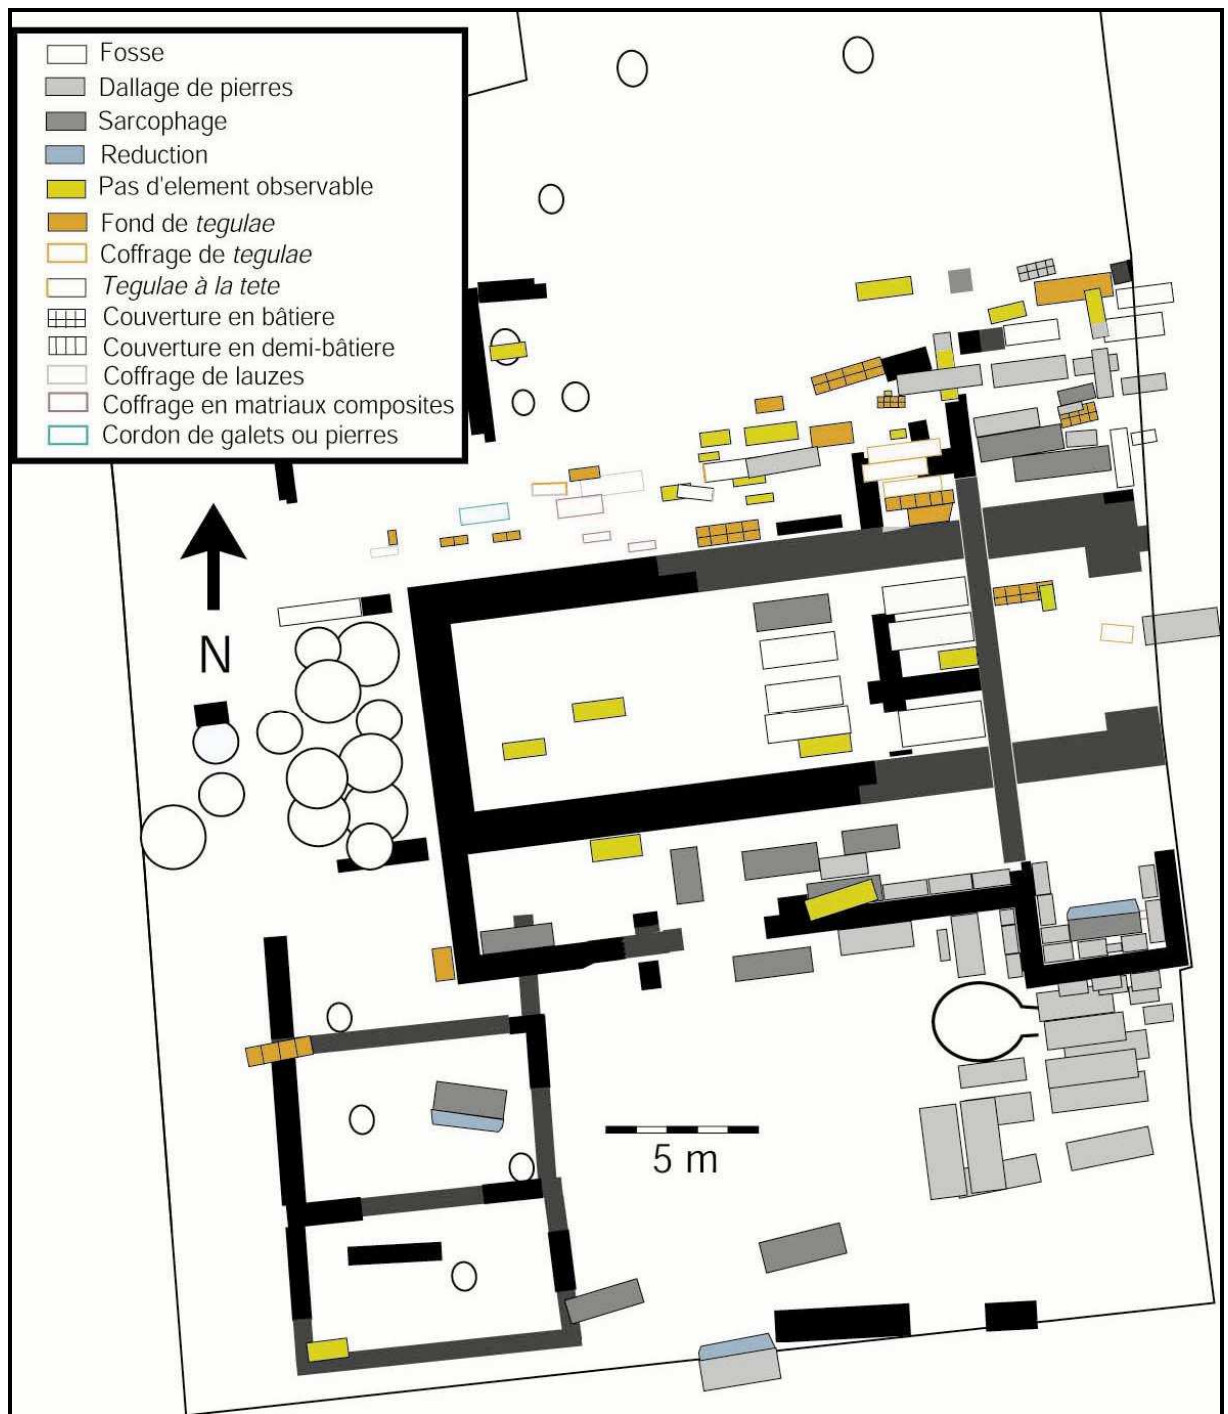 Fosse
Dallage de pierres
Sarcophage
Reduction
Pas d'element observable
Fond de tegulae
Coffrage de tegulae
Tegulae à la tete
Couverture en bâtiere
Couverture en demi-bâtiere
Coffrage de lauzes
Coffrage en matriaux composites
Cordon de galets ou pierres
N
5 m